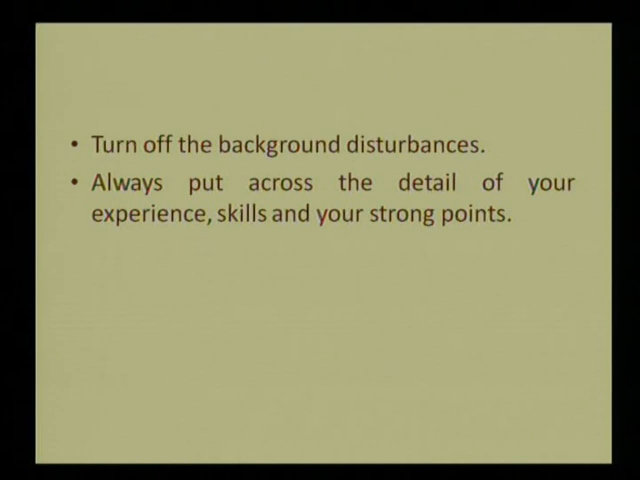 • Turn off the background disturbances.
• Always put across the detail of your
experience, skills and your strong points.